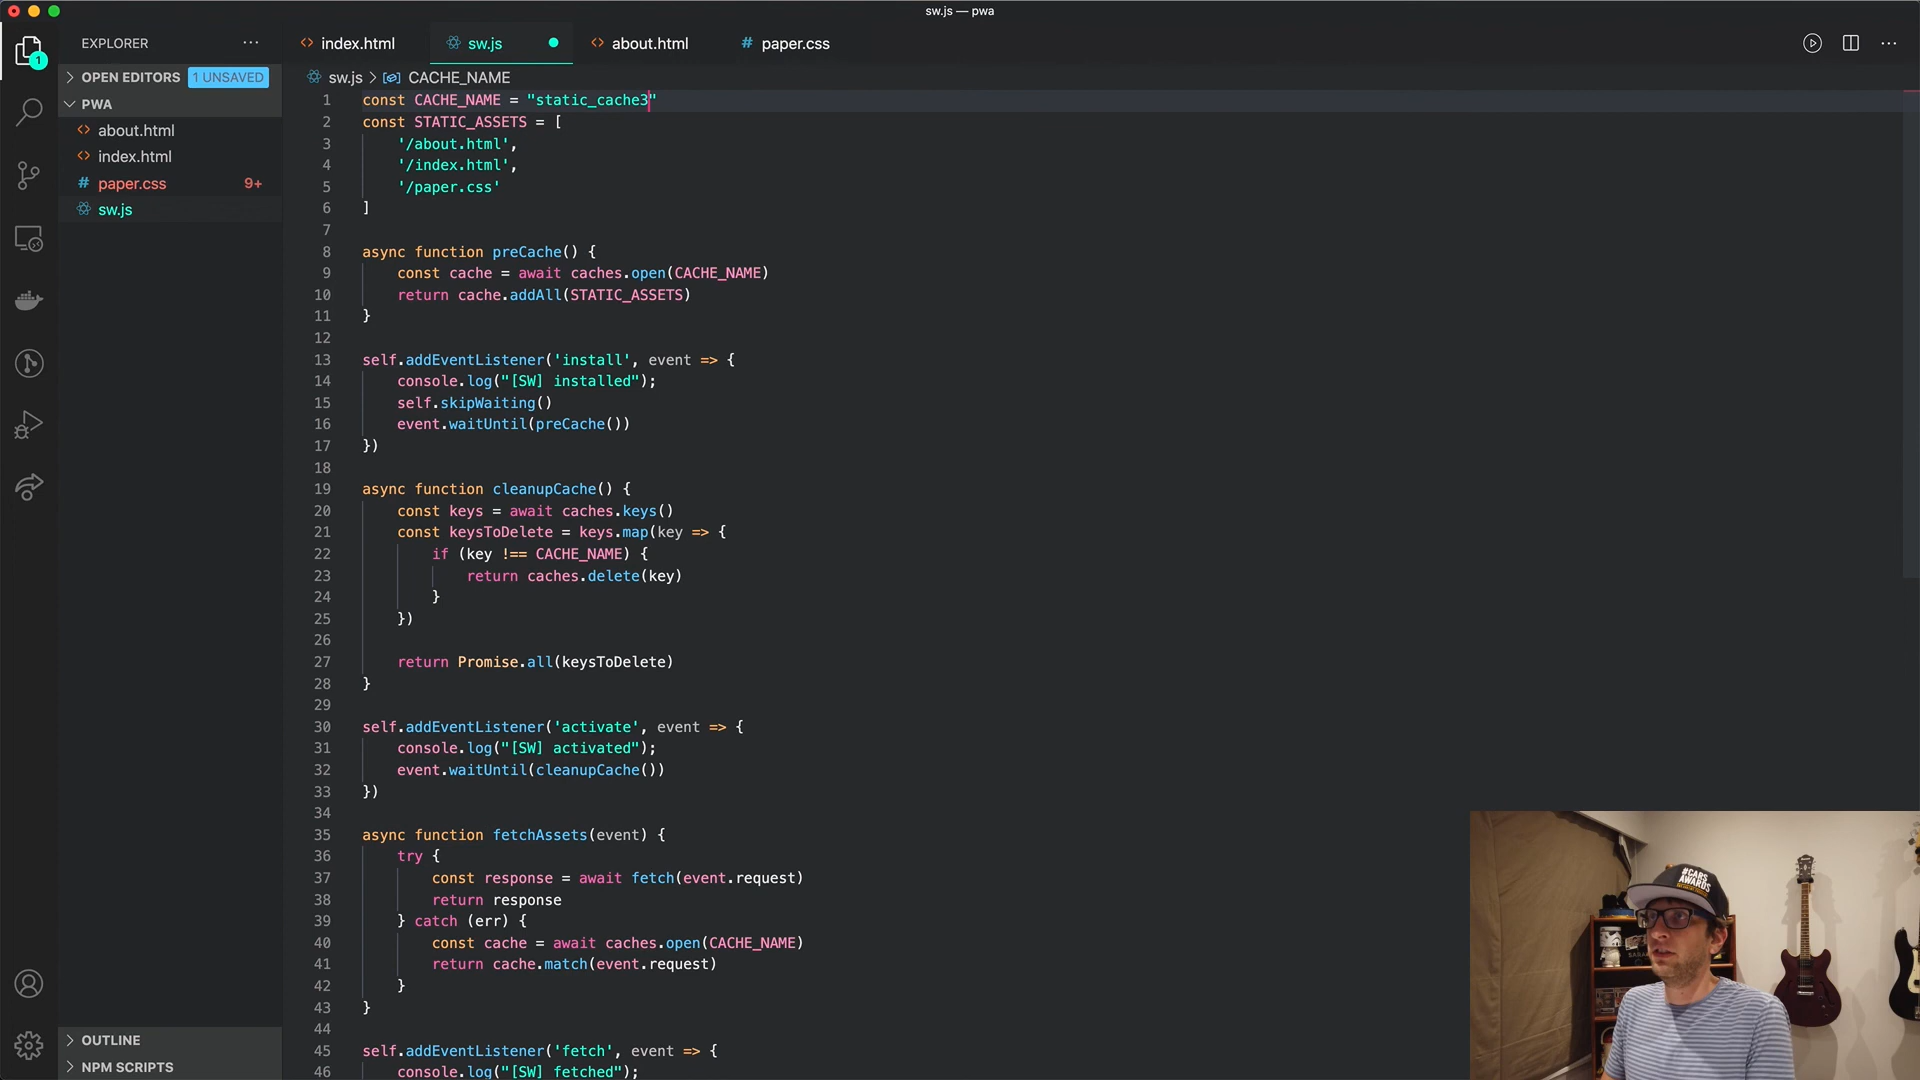 sw.js — pwa
EXPLORER
index.html
sw.js
about.html
# paper.css
1
OPEN EDITORS 1 UNSAVED
sw.js > CACHE_NAME
PWA
about.html
index.html
# paper.css 9+
sw.js
1 const CACHE_NAME = "static_cache3"
2 const STATIC_ASSETS = [
3 '/about.html',
4 '/index.html',
5 '/paper.css'
6 ]
7
8 async function preCache() {
9 const cache = await caches.open(CACHE_NAME)
10 return cache.addAll(STATIC_ASSETS)
11 }
12
13 self.addEventListener('install', event => {
14 console.log("[SW] installed");
15 self.skipWaiting()
16 event.waitUntil(preCache())
17 })
18
19 async function cleanupCache() {
20 const keys = await caches.keys()
21 const keysToDelete = keys.map(key => {
22 if (key !== CACHE_NAME) {
23 return caches.delete(key)
24 }
25 })
26
27 return Promise.all(keysToDelete)
28 }
29
30 self.addEventListener('activate', event => {
31 console.log("[SW] activated");
32 event.waitUntil(cleanupCache())
33 })
34
35 async function fetchAssets(event) {
36 try {
37 const response = await fetch(event.request)
38 return response
39 } catch (err) {
40 const cache = await caches.open(CACHE_NAME)
41 return cache.match(event.request)
42 }
43 }
44
45 self.addEventListener('fetch', event => {
46 console.log("[SW] fetched");
OUTLINE
NPM SCRIPTS
#CARS
AWARDS